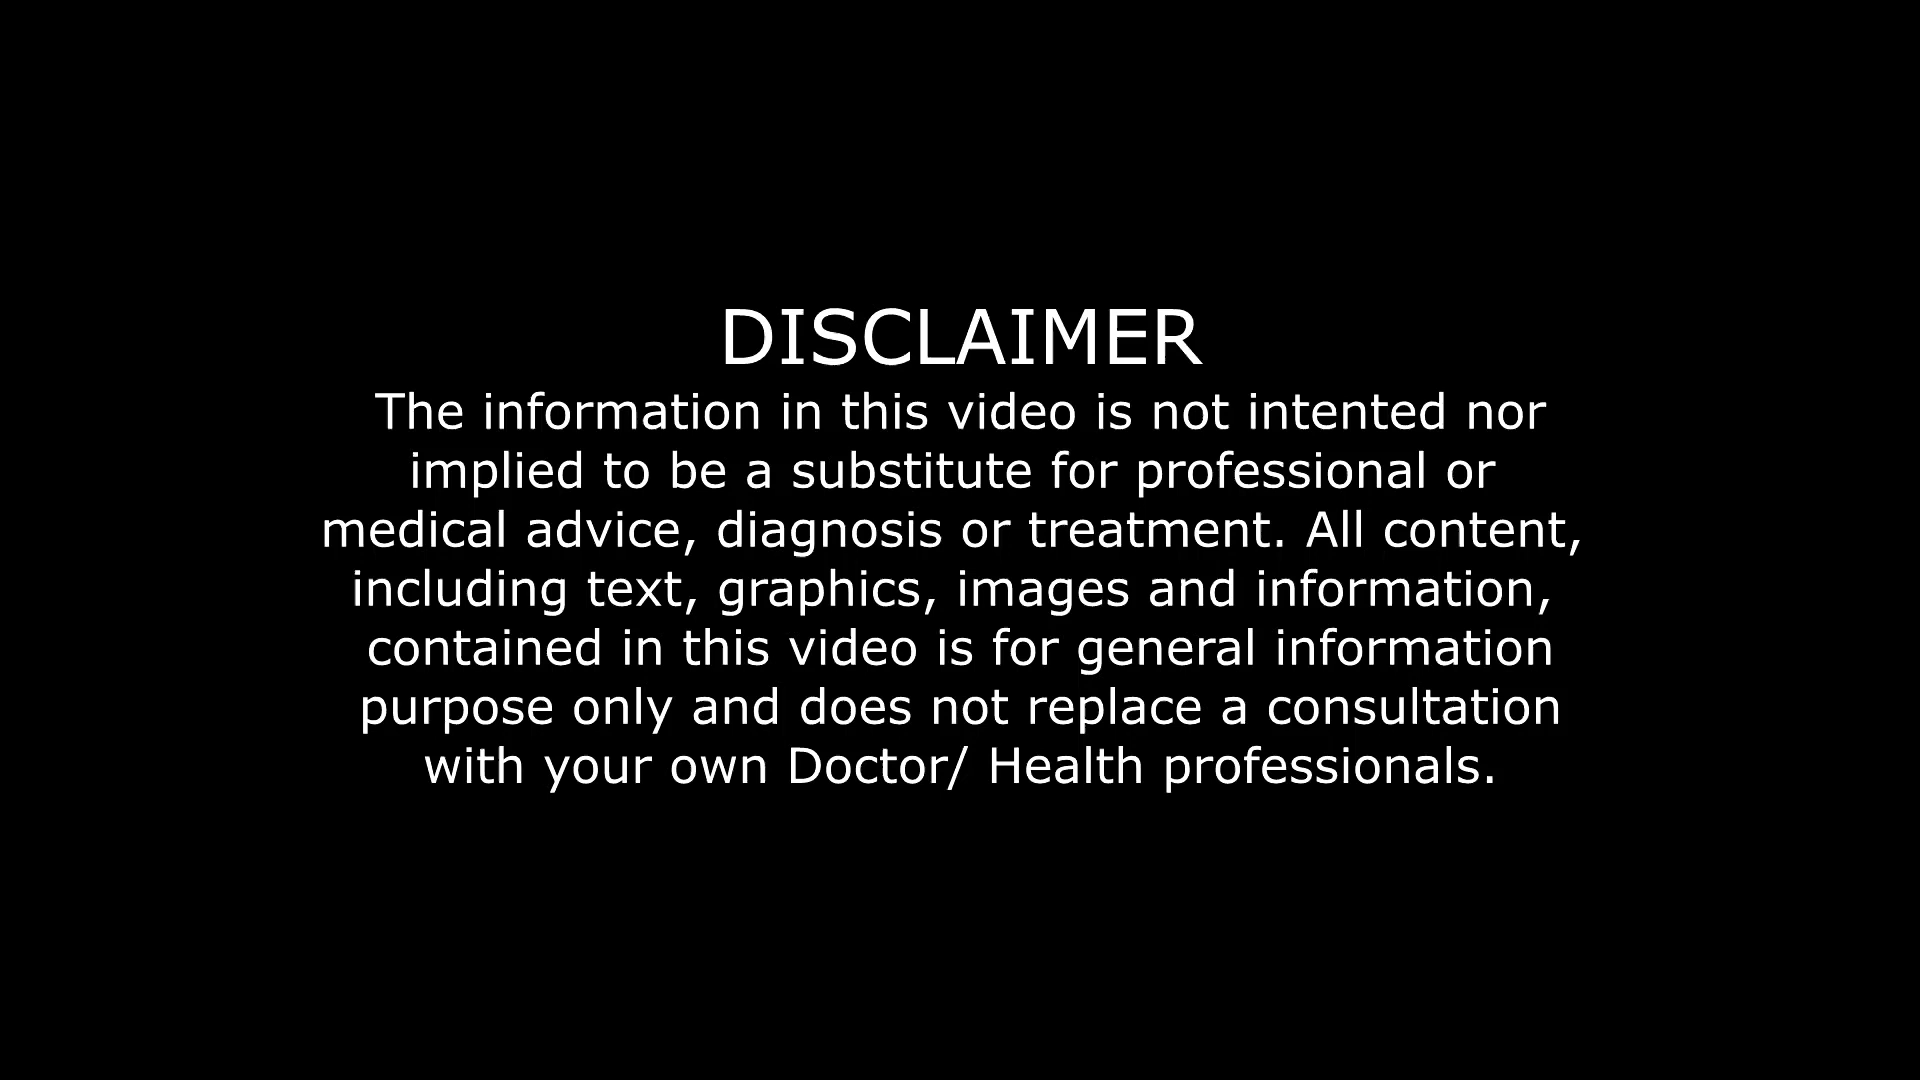 DISCLAIMER
The information in this video is not intented nor
implied to be a substitute for professional or
medical advice, diagnosis or treatment. All content,
including text, graphics, images and information,
contained in this video is for general information
purpose only and does not replace a consultation
with your own Doctor/ Health professionals.